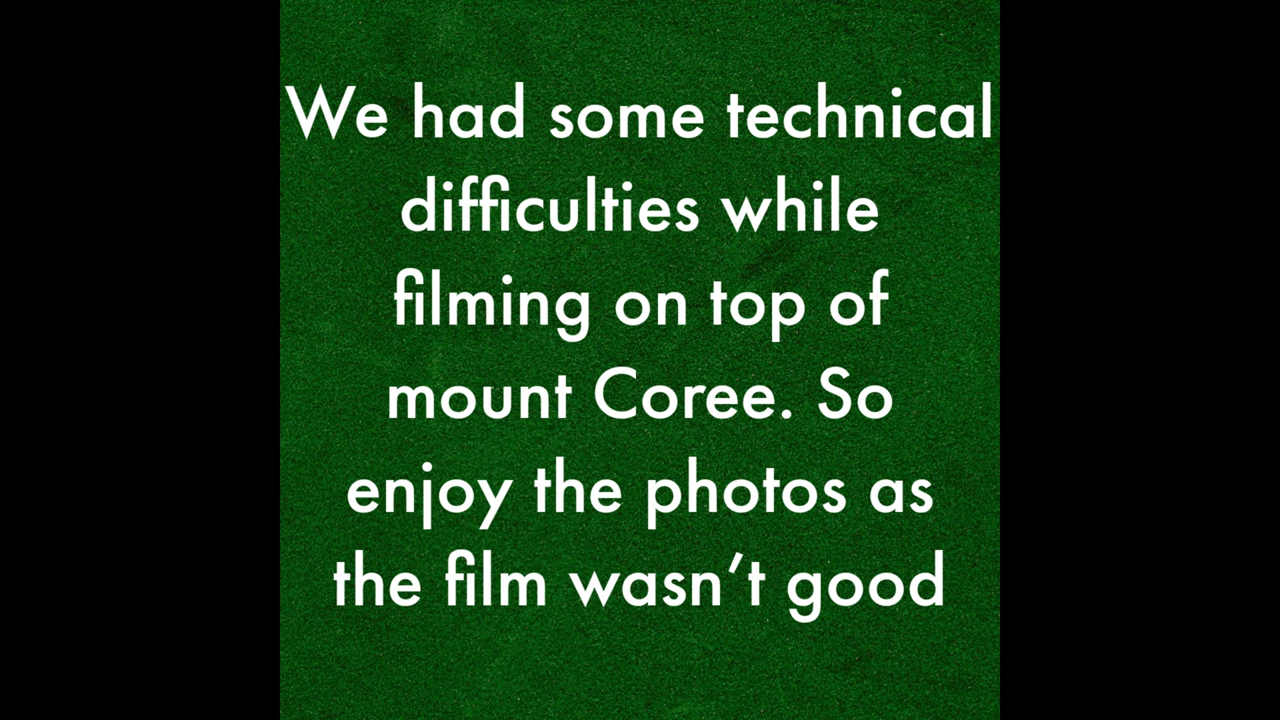 We had some technical
difficulties while
filming on top of
mount Coree. So
enjoy the photos as
the film wasn’t good